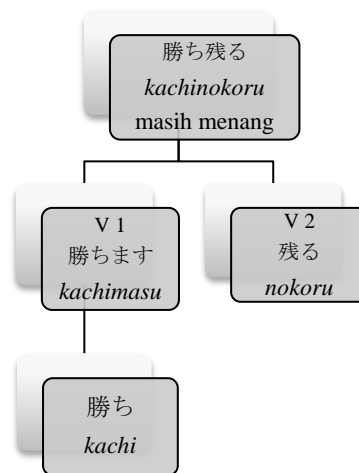 勝ち残る
kachinokoru
masih menang
V 1
勝ちます
kachimasu
V 2
残る
nokoru
勝ち
kachi